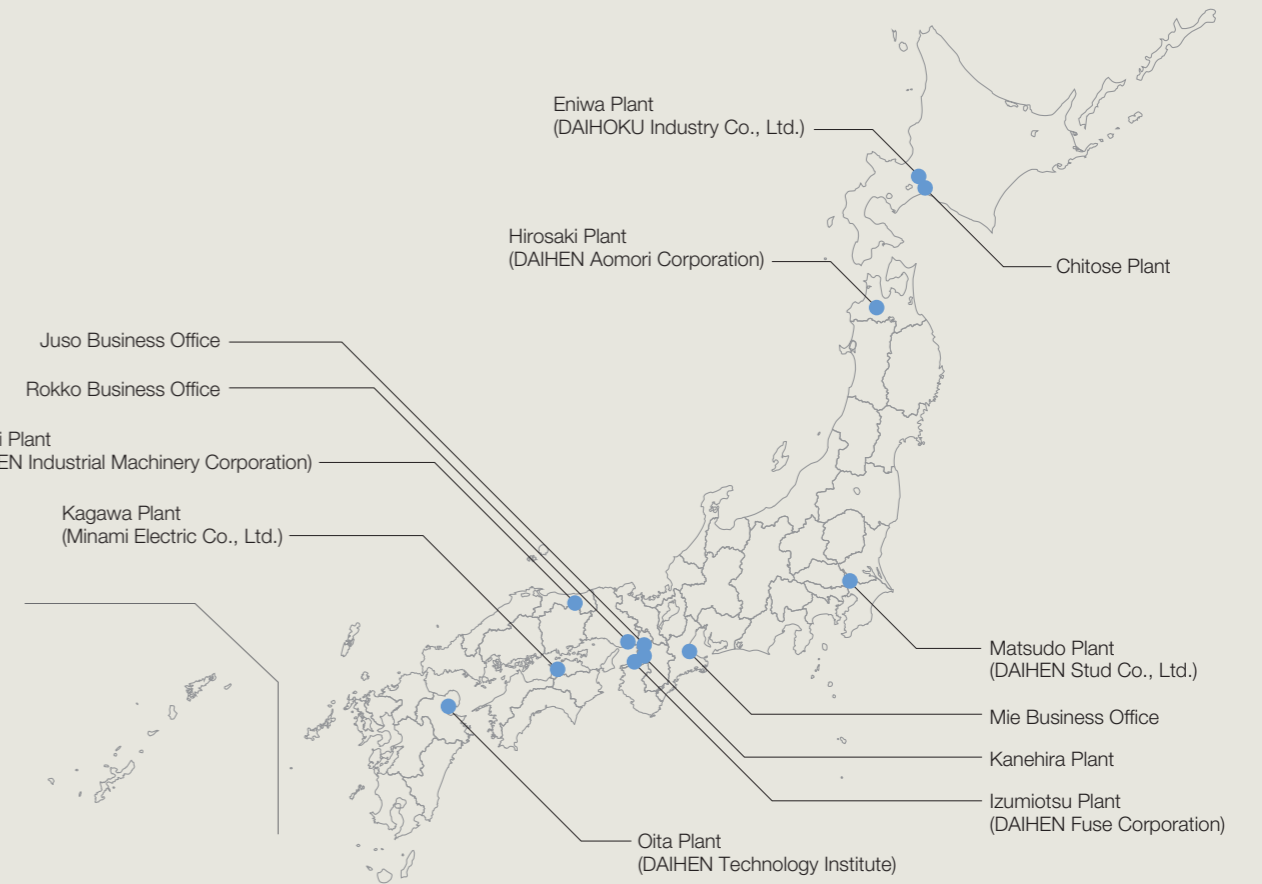 Eniwa Plant
(DAIHOKU Industry Co., Ltd.)
Hirosaki Plant
(DAIHEN Aomori Corporation)
Chitose Plant
Juso Business Office
Rokko Business Office
Plant
Industrial Machinery Corporation)
Kagawa Plant
(Minami Electric Co., Ltd.)
Matsudo Plant
(DAIHEN Stud Co., Ltd.)
Mie Business Office
Kanehira Plant
Izumiotsu Plant
(DAIHEN Fuse Corporation)
Oita Plant
(DAIHEN Technology Institute)